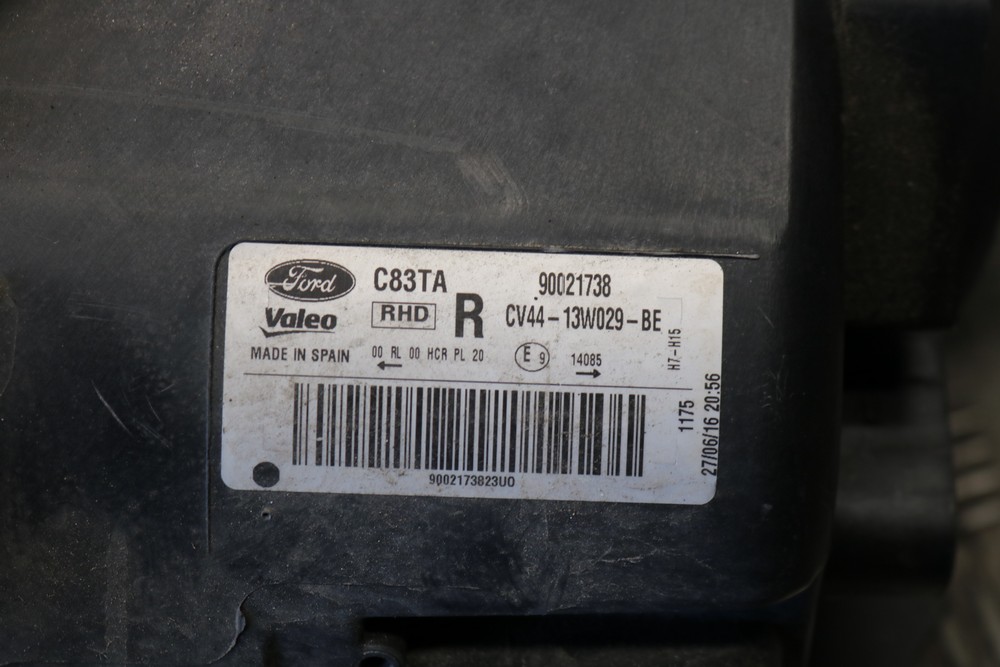 Ford C83TA 90021738
Valeo RHD R CV44-13W029-BE
MADE IN SPAIN 00 RL 00 HCR PL 20 E9 14085
H7-H15
9002173823UO
1175
27/06/16 20:56